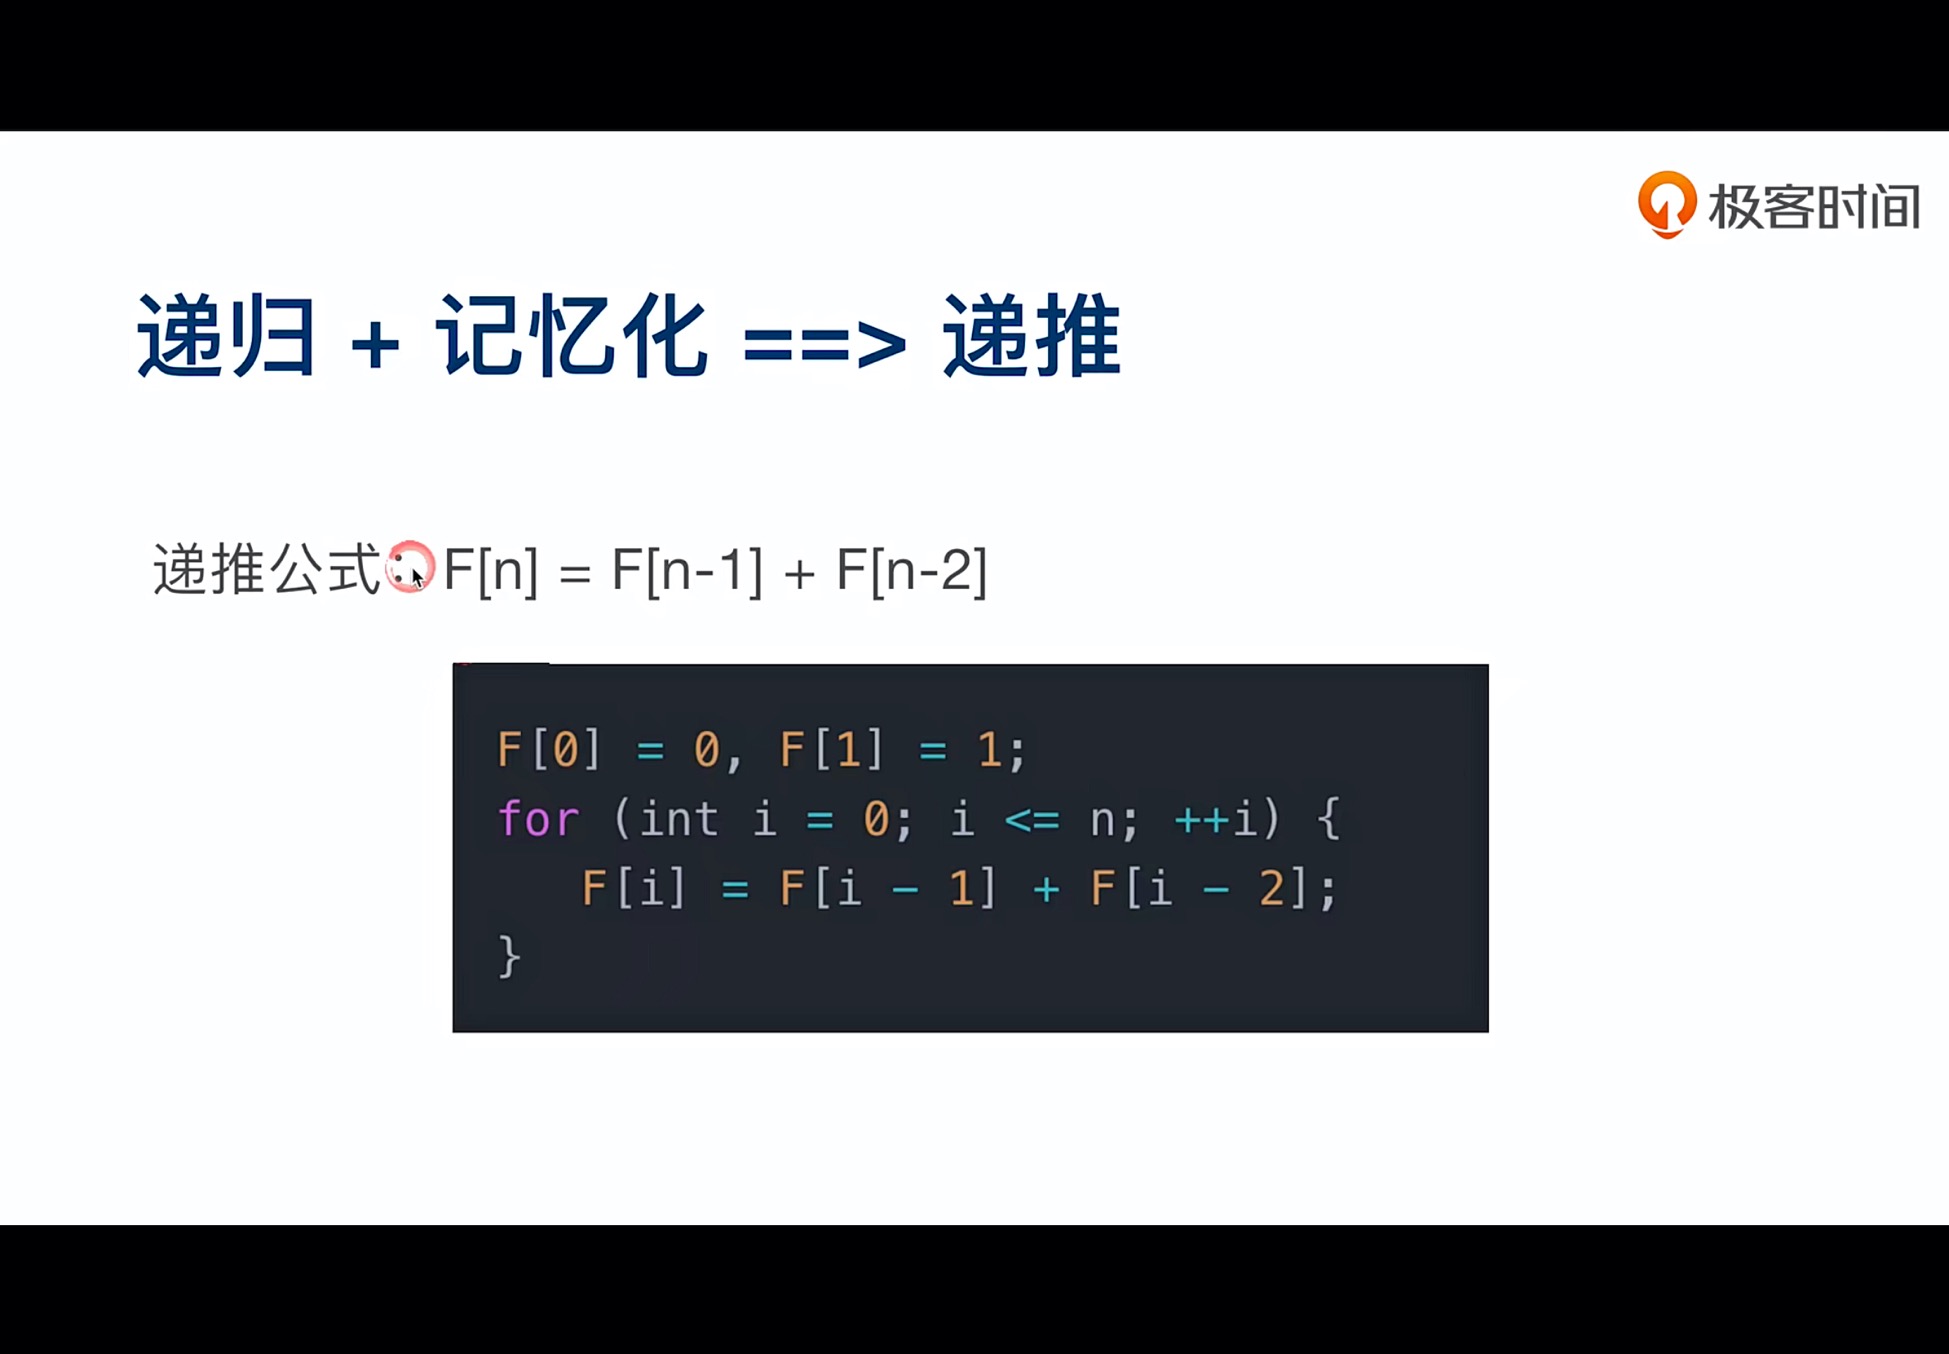 极客时间
递归 + 记忆化 ==> 递推
递推公式: F[n] = F[n-1] + F[n-2]
F[0] = 0, F[1] = 1;
for (int i = 0; i <= n; ++i) {
F[i] = F[i - 1] + F[i - 2];
}